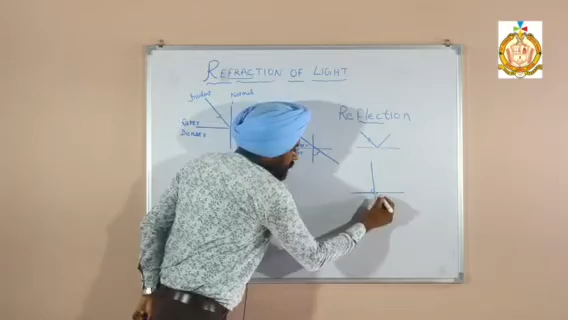 REFRACTION OF LIGHT
Incident
Normal
Reflection
RARER
DENSER